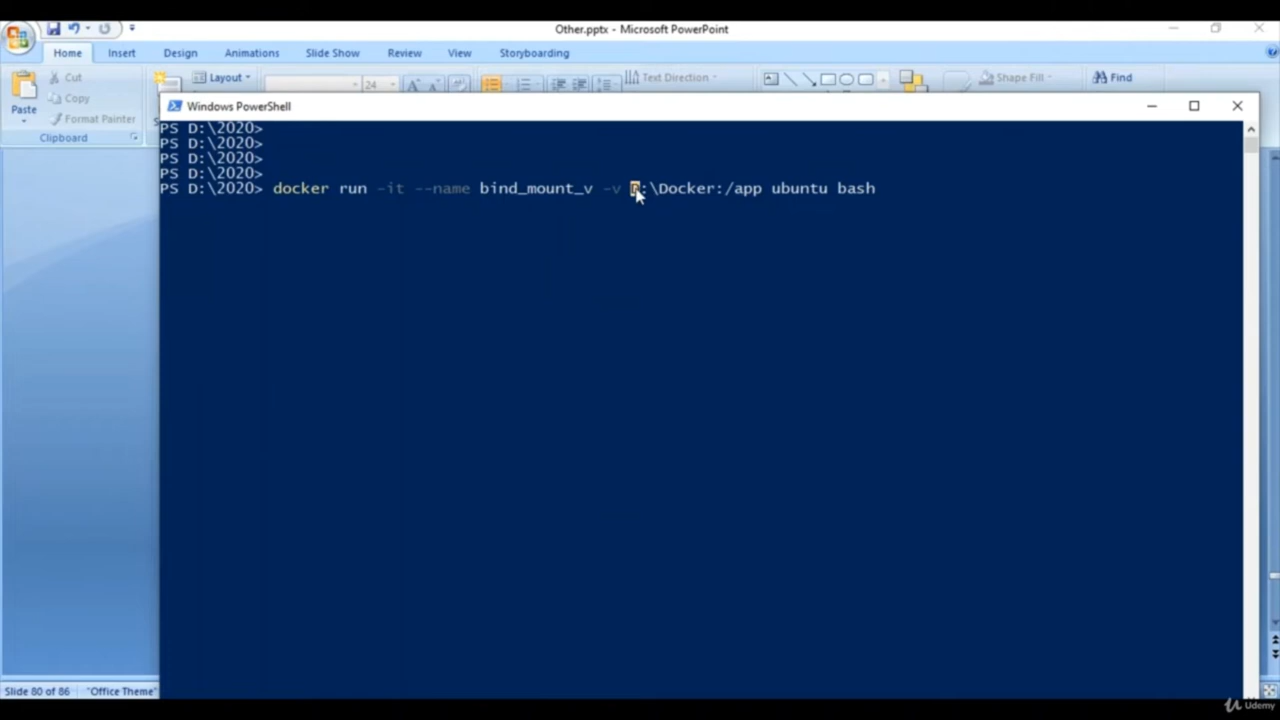 Other.pptx - Microsoft PowerPoint
Home Insert Design Animations Slide Show Review View Storyboarding
Cut
Copy
Format Painter
Paste
Clipboard
Layout
24
Text Direction
Shape Fill
Find
Windows PowerShell
PS D:\2020>
PS D:\2020>
PS D:\2020>
PS D:\2020>
PS D:\2020> docker run -it --name bind_mount_v -v D:\Docker:/app ubuntu bash
Slide 80 of 86 "Office Theme"
Udemy